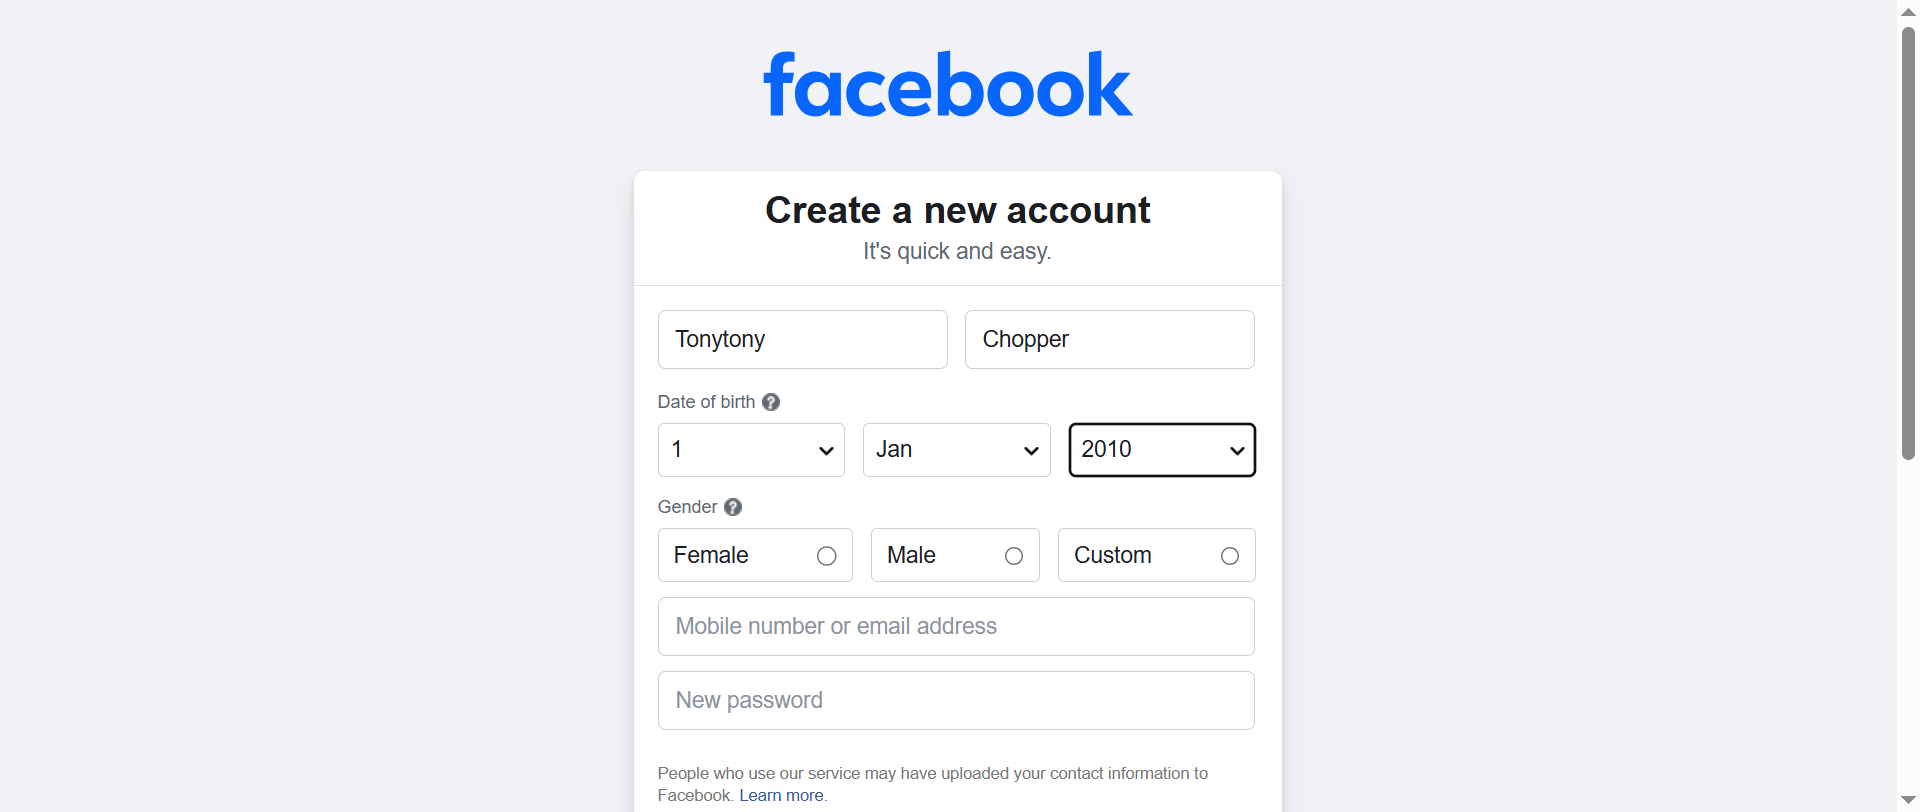 facebook
Create a new account
It's quick and easy.
Tonytony Chopper
Date of birth ?
1 Jan 2010
Gender ?
Female Male Custom
Mobile number or email address
New password
People who use our service may have uploaded your contact information to
Facebook. Learn more.